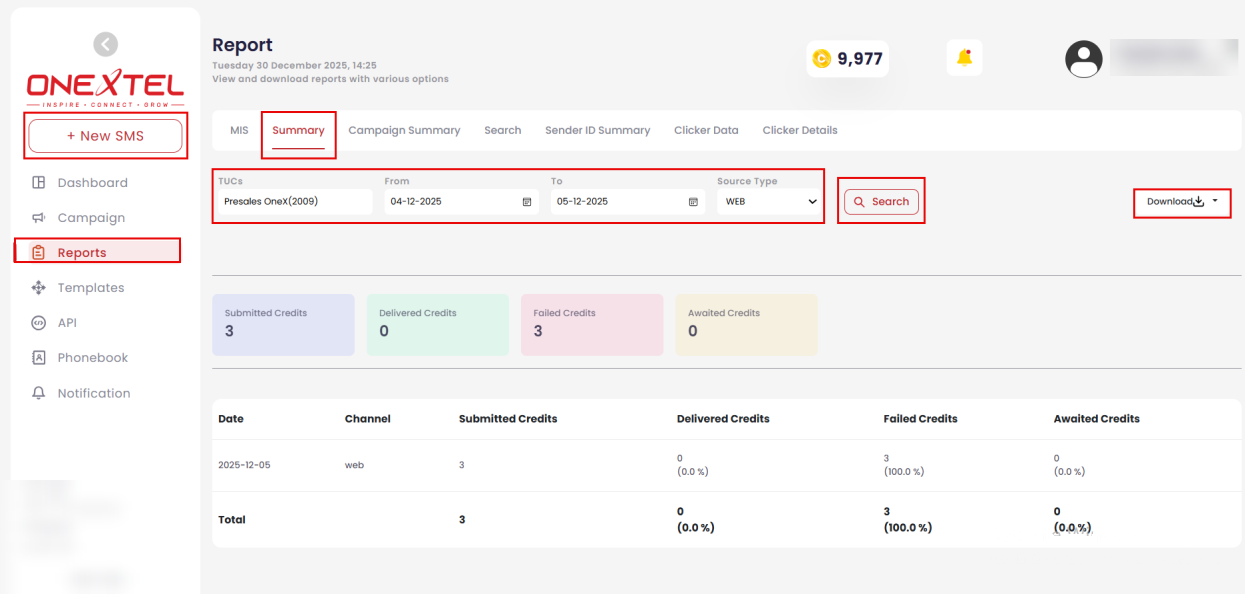 ONEXTEL
INSPIRE • CONNECT • GROW
+ New SMS
Dashboard
Campaign
Reports
Templates
API
Phonebook
Notification
Report
Tuesday 30 December 2025, 14:25
View and download reports with various options
9,977
MIS Summary Campaign Summary Search Sender ID Summary Clicker Data Clicker Details
TUCs From To Source Type
Presales OneX(2009) 04-12-2025 05-12-2025 WEB Search Download
Submitted Credits Delivered Credits Failed Credits Awaited Credits
3 0 3 0
Date Channel Submitted Credits Delivered Credits Failed Credits Awaited Credits
2025-12-05 web 3 0 3 0
(0.0 %) (100.0 %) (0.0 %)
Total 3 0 3 0
(0.0 %) (100.0 %) (0.0 %)